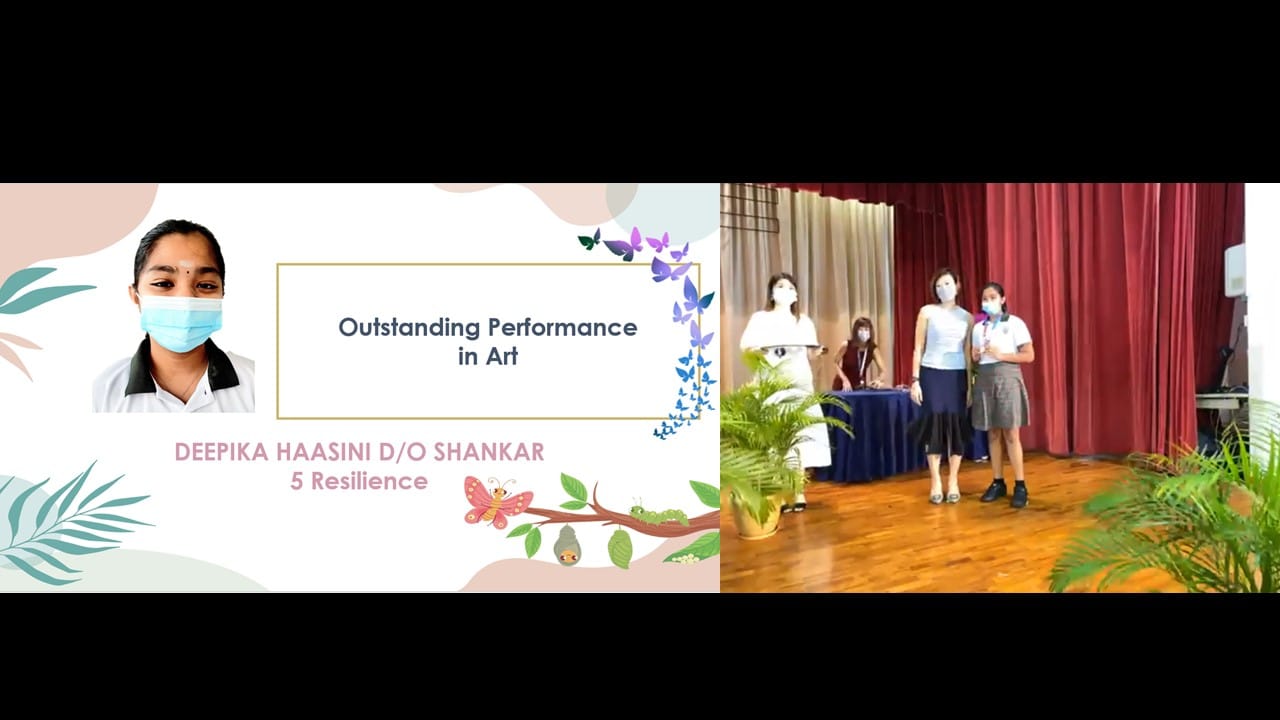 Outstanding Performance
in Art
DEEPIKA HAASINI D/O SHANKAR
5 Resilience